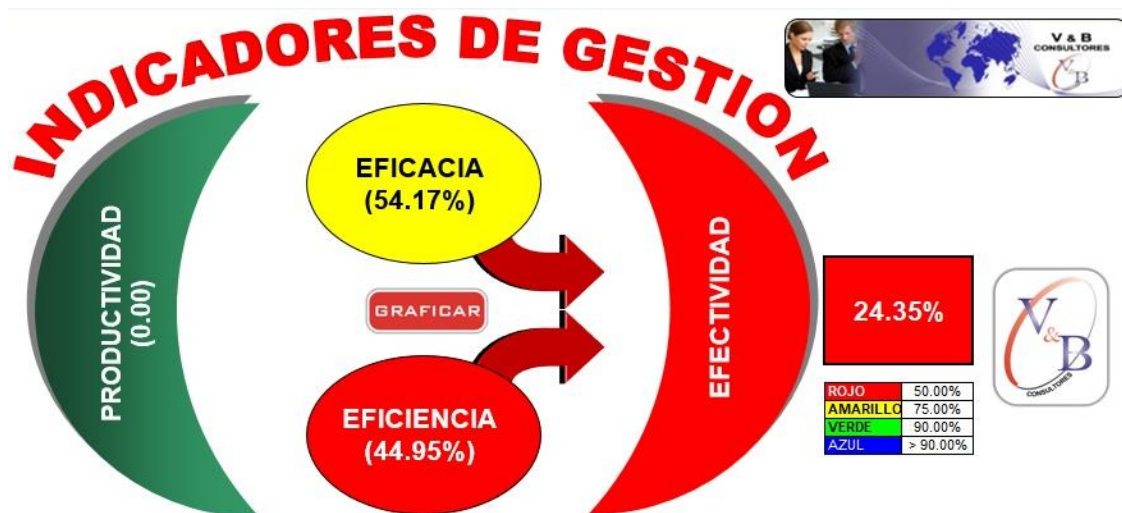 INDICADORES DE GESTION
V & B
CONSULTORES
V&B
PRODUCTIVIDAD
(0.00)
EFICACIA
(54.17%)
GRAFICAR
EFICIENCIA
(44.95%)
EFECTIVIDAD
24.35%
V&B
CONSULTORES
ROJO 50.00%
AMARILLO 75.00%
VERDE 90.00%
AZUL > 90.00%